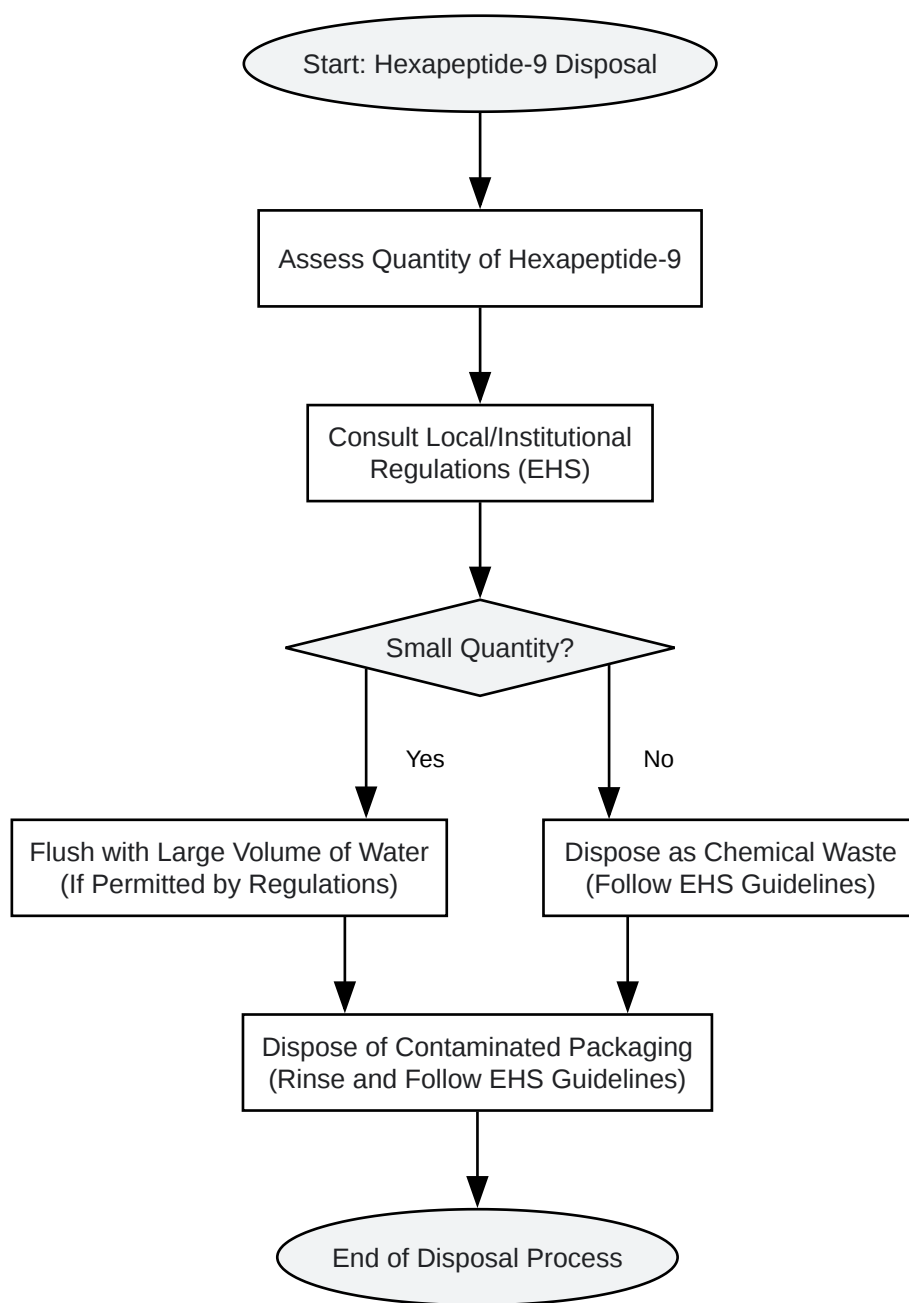 Start: Hexapeptide-9 Disposal
Assess Quantity of Hexapeptide-9
Consult Local/Institutional
Regulations (EHS)
Small Quantity?
Yes
No
Flush with Large Volume of Water
(If Permitted by Regulations)
Dispose as Chemical Waste
(Follow EHS Guidelines)
Dispose of Contaminated Packaging
(Rinse and Follow EHS Guidelines)
End of Disposal Process